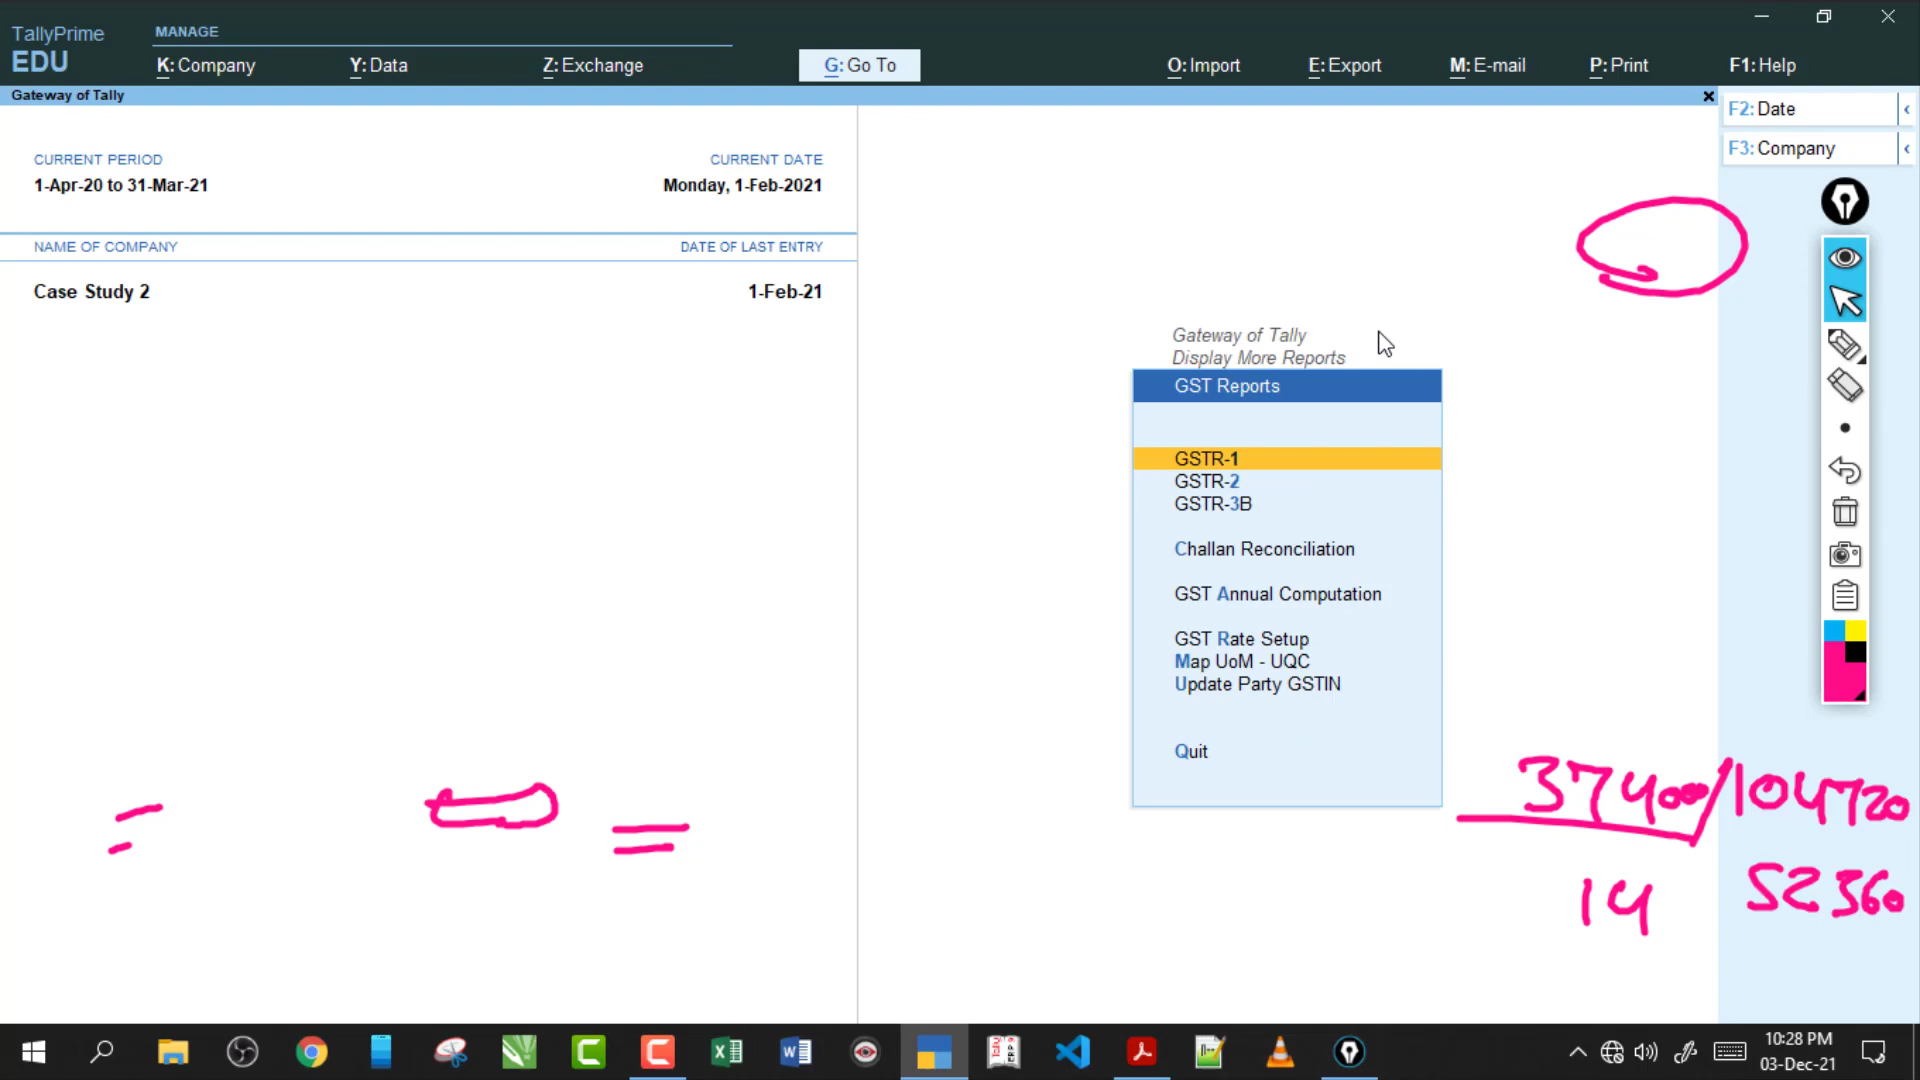 TallyPrime
EDU
MANAGE
K: Company
Y: Data
Z: Exchange
G: Go To
O: Import
E: Export
M: E-mail
P: Print
F1: Help
Gateway of Tally
F2: Date
F3: Company
CURRENT PERIOD
CURRENT DATE
1-Apr-20 to 31-Mar-21
Monday, 1-Feb-2021
NAME OF COMPANY
DATE OF LAST ENTRY
Case Study 2
1-Feb-21
Gateway of Tally
Display More Reports
GST Reports
GSTR-1
GSTR-2
GSTR-3B
Challan Reconciliation
GST Annual Computation
GST Rate Setup
Map UoM - UQC
Update Party GSTIN
Quit
374000/104720
14
52360
10:28 PM
03-Dec-21